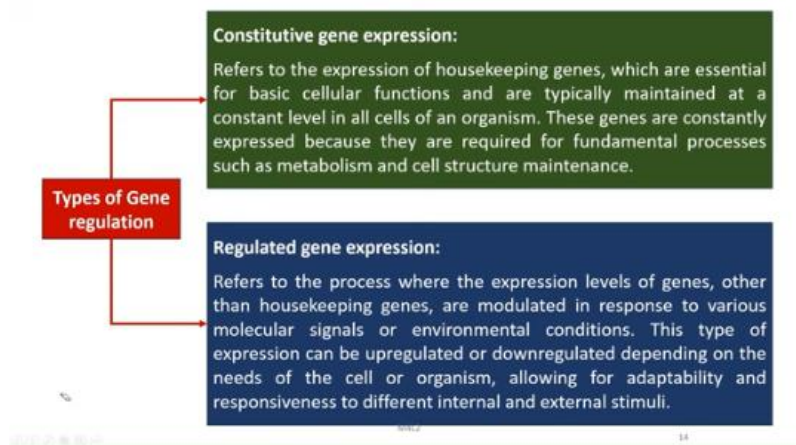 Constitutive gene expression:
Refers to the expression of housekeeping genes, which are essential
for basic cellular functions and are typically maintained at a
constant level in all cells of an organism. These genes are constantly
expressed because they are required for fundamental processes
such as metabolism and cell structure maintenance.
Types of Gene
regulation
Regulated gene expression:
Refers to the process where the expression levels of genes, other
than housekeeping genes, are modulated in response to various
molecular signals or environmental conditions. This type of
expression can be upregulated or downregulated depending on the
needs of the cell or organism, allowing for adaptability and
responsiveness to different internal and external stimuli.
14